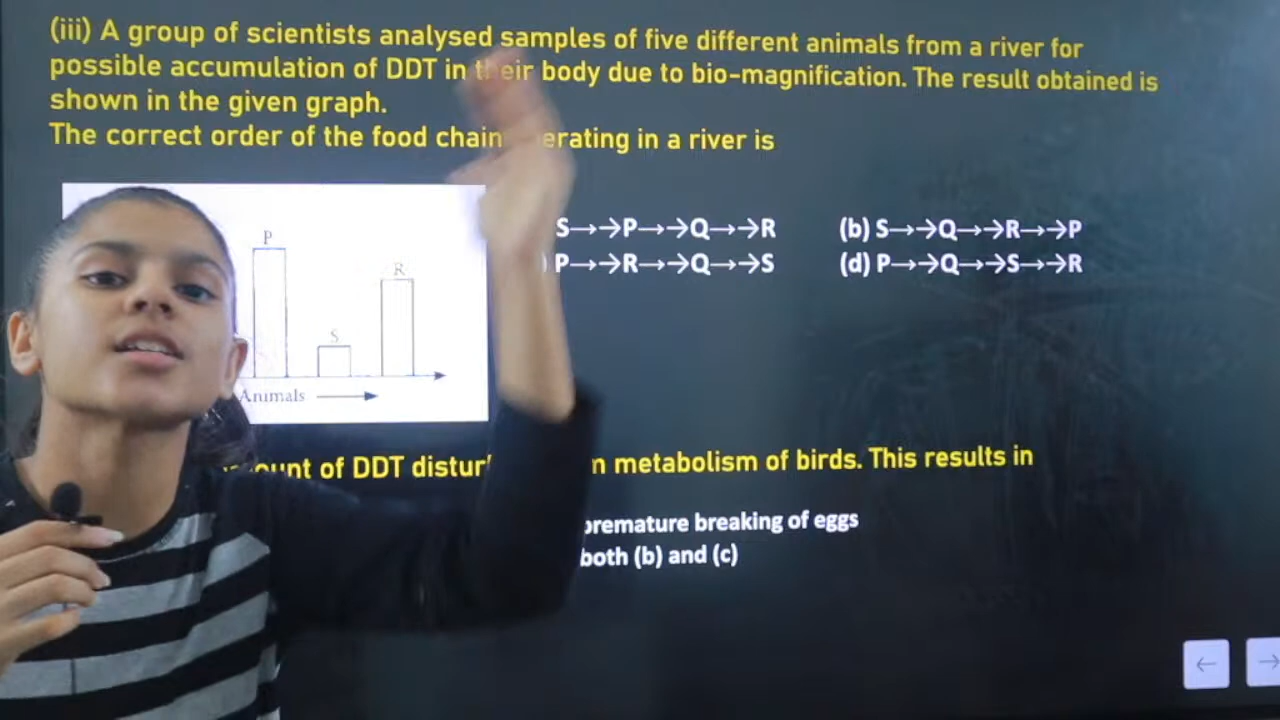 (iii) A group of scientists analysed samples of five different animals from a river for
possible accumulation of DDT in their body due to bio-magnification. The result obtained is
shown in the given graph.
The correct order of the food chain erating in a river is
S→→P→→Q→→R
(b) S→→Q→→R→→P
P→→R→→Q→→S
(d) P→→Q→→S→→R
P
R
S
Animals
of DDT metabolism of birds. This results in
premature breaking of eggs
both (b) and (c)